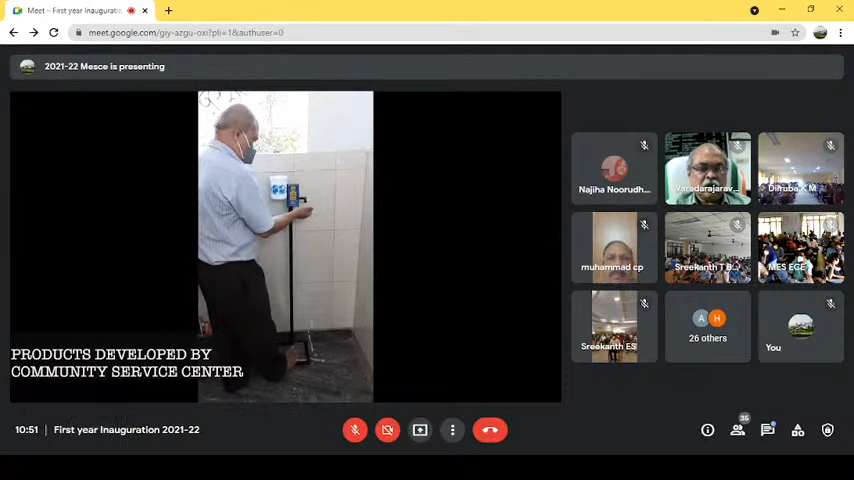 Meet – First year Inauguratio
meet.google.com/giy-azgu-oxi?pli=1&authuser=0
2021-22 Mesce is presenting
PRODUCTS DEVELOPED BY
COMMUNITY SERVICE CENTER
Najiha Noorudh...
Varadarajarav...
Dilruba K M
muhammad cp
Sreekanth T B...
MES ECE
Sreekanth ES
A
H
26 others
You
10:51 | First year Inauguration 2021-22
35